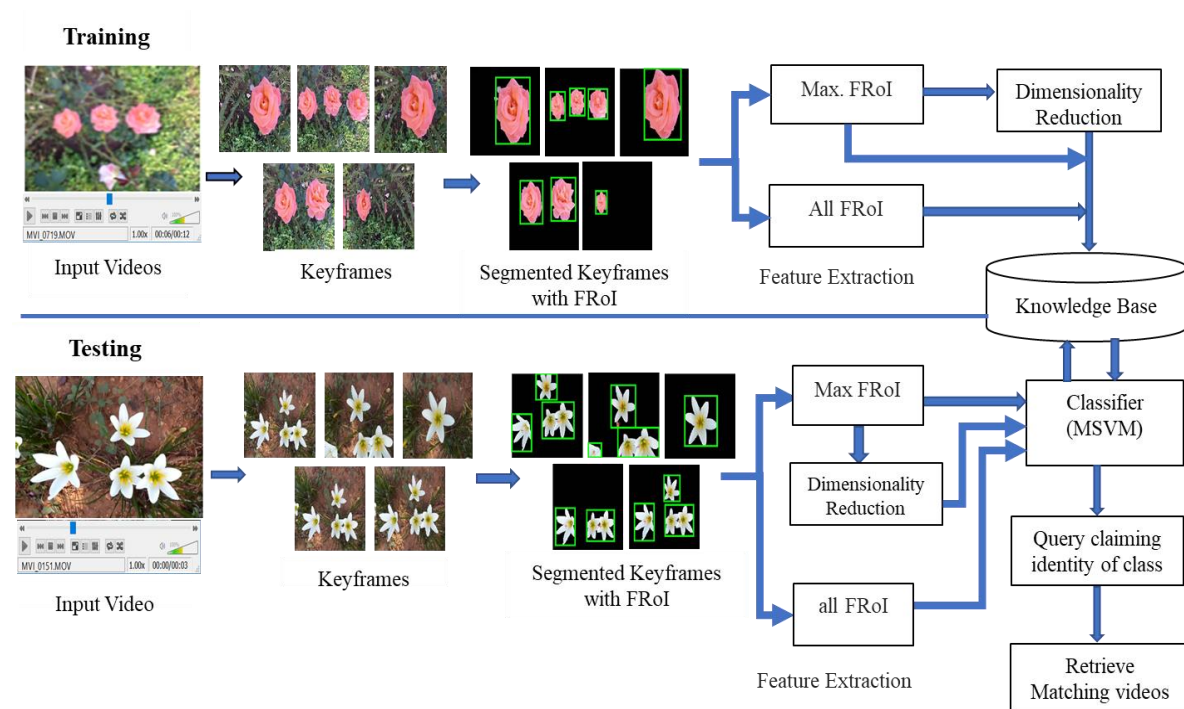 Training
Max. FRoI
Dimensionality
Reduction
All FRoI
MVI_0719.MOV
1.00x
00:06/00:12
Input Videos
Keyframes
Segmented Keyframes
with FRoI
Feature Extraction
Knowledge Base
Testing
Max FRoI
Classifier
(MSVM)
Dimensionality
Reduction
MVI_0151.MOV
1.00x
00:00/00:03
Input Video
Keyframes
Segmented Keyframes
with FRoI
all FRoI
Feature Extraction
Query claiming
identity of class
Retrieve
Matching videos